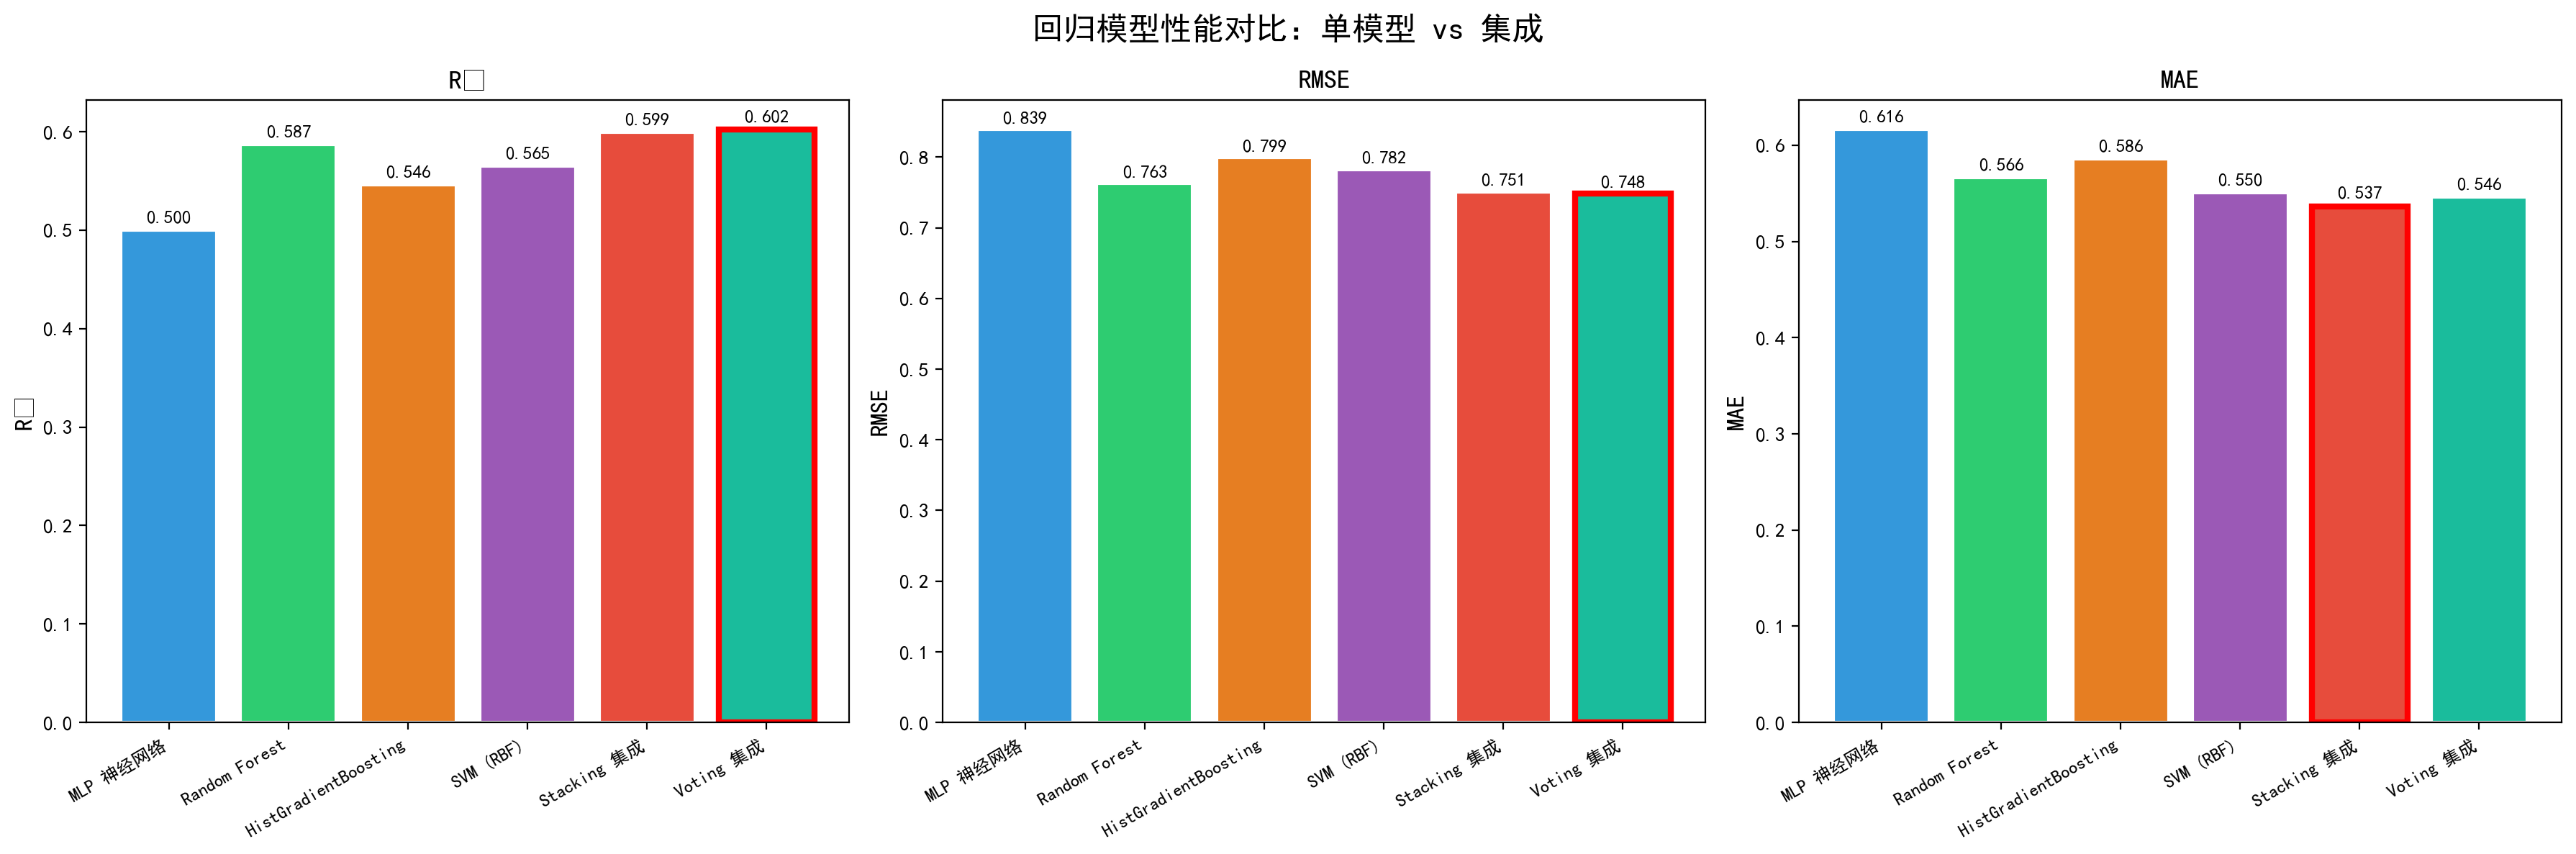 回归模型性能对比：单模型 vs 集成
R□
R□
0.6
0.5
0.4
0.3
0.2
0.1
0.0
0.500
0.587
0.546
0.565
0.599
0.602
MLP 神经网络
Random Forest
HistGradientBoosting
SVM (RBF)
Stacking 集成
Voting 集成
RMSE
RMSE
0.8
0.7
0.6
0.5
0.4
0.3
0.2
0.1
0.0
0.839
0.763
0.799
0.782
0.751
0.748
MLP 神经网络
Random Forest
HistGradientBoosting
SVM (RBF)
Stacking 集成
Voting 集成
MAE
MAE
0.6
0.5
0.4
0.3
0.2
0.1
0.0
0.616
0.566
0.586
0.550
0.537
0.546
MLP 神经网络
Random Forest
HistGradientBoosting
SVM (RBF)
Stacking 集成
Voting 集成